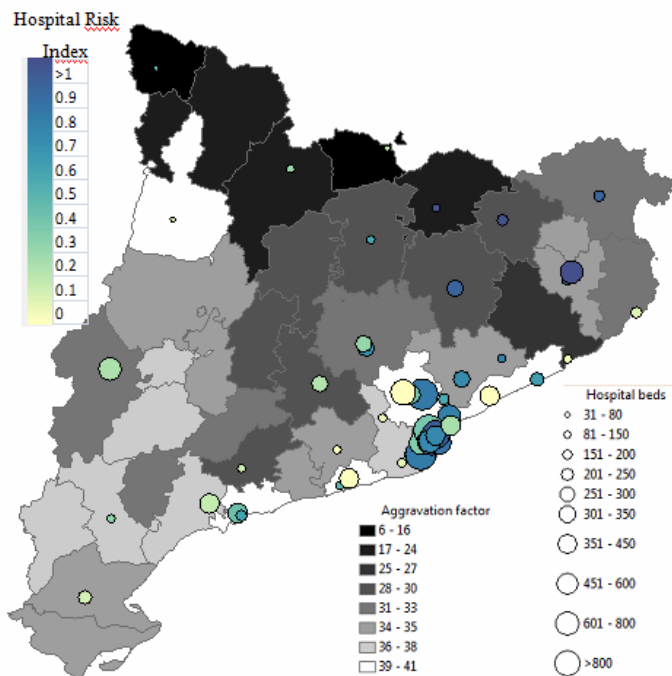 Hospital Risk
Index
>1
0.9
0.8
0.7
0.6
0.5
0.4
0.3
0.2
0.1
0
Aggravation factor
6 - 16
17 - 24
25 - 27
28 - 30
31 - 33
34 - 35
36 - 38
39 - 41
Hospital beds
31 - 80
81 - 150
151 - 200
201 - 250
251 - 300
301 - 350
351 - 450
451 - 600
601 - 800
>800